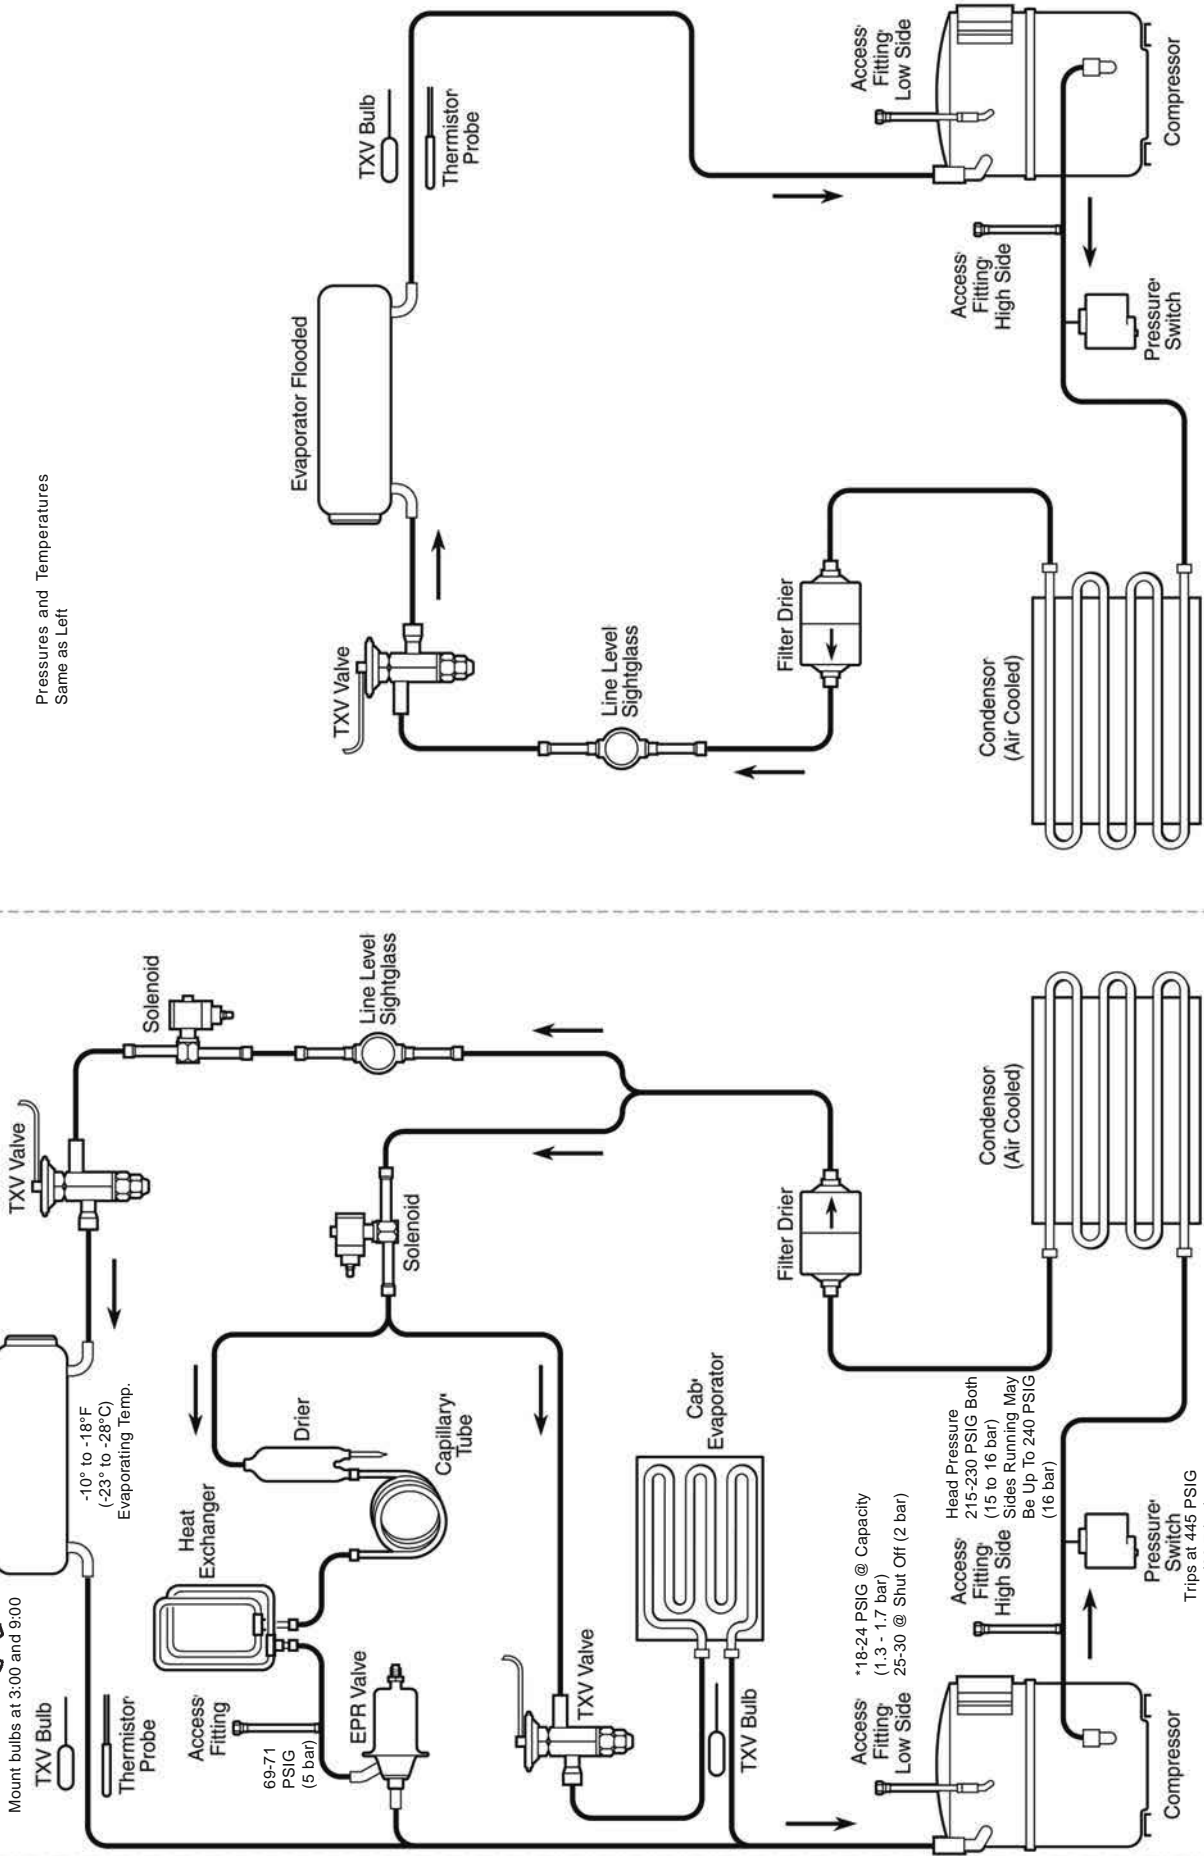 Mount bulbs at 3:00 and 9:00
TXV Bulb
Thermistor
Probe
-10° to -18°F
(-23° to -28°C)
Evaporating Temp.
TXV Valve
Solenoid
Line Level
Sightglass
Heat
Exchanger
Drier
Capillary
Tube
Solenoid
Access
Fitting
69-71
PSIG
(5 bar)
EPR Valve
TXV Valve
Cab
Evaporator
TXV Bulb
Filter Drier
Access
Fitting
Low Side
*18-24 PSIG @ Capacity
(1.3 - 1.7 bar)
25-30 @ Shut Off (2 bar)
Compressor
Access
Fitting
High Side
Head Pressure
215-230 PSIG Both
(15 to 16 bar)
Sides Running May
Be Up To 240 PSIG
(16 bar)
Pressure
Switch
Trips at 445 PSIG
Condensor
(Air Cooled)
Pressures and Temperatures
Same as Left
Evaporator Flooded
TXV Valve
TXV Bulb
Thermistor
Probe
Line Level
Sightglass
Filter Drier
Condensor
(Air Cooled)
Access
Fitting
High Side
Pressure
Switch
Access
Fitting
Low Side
Compressor